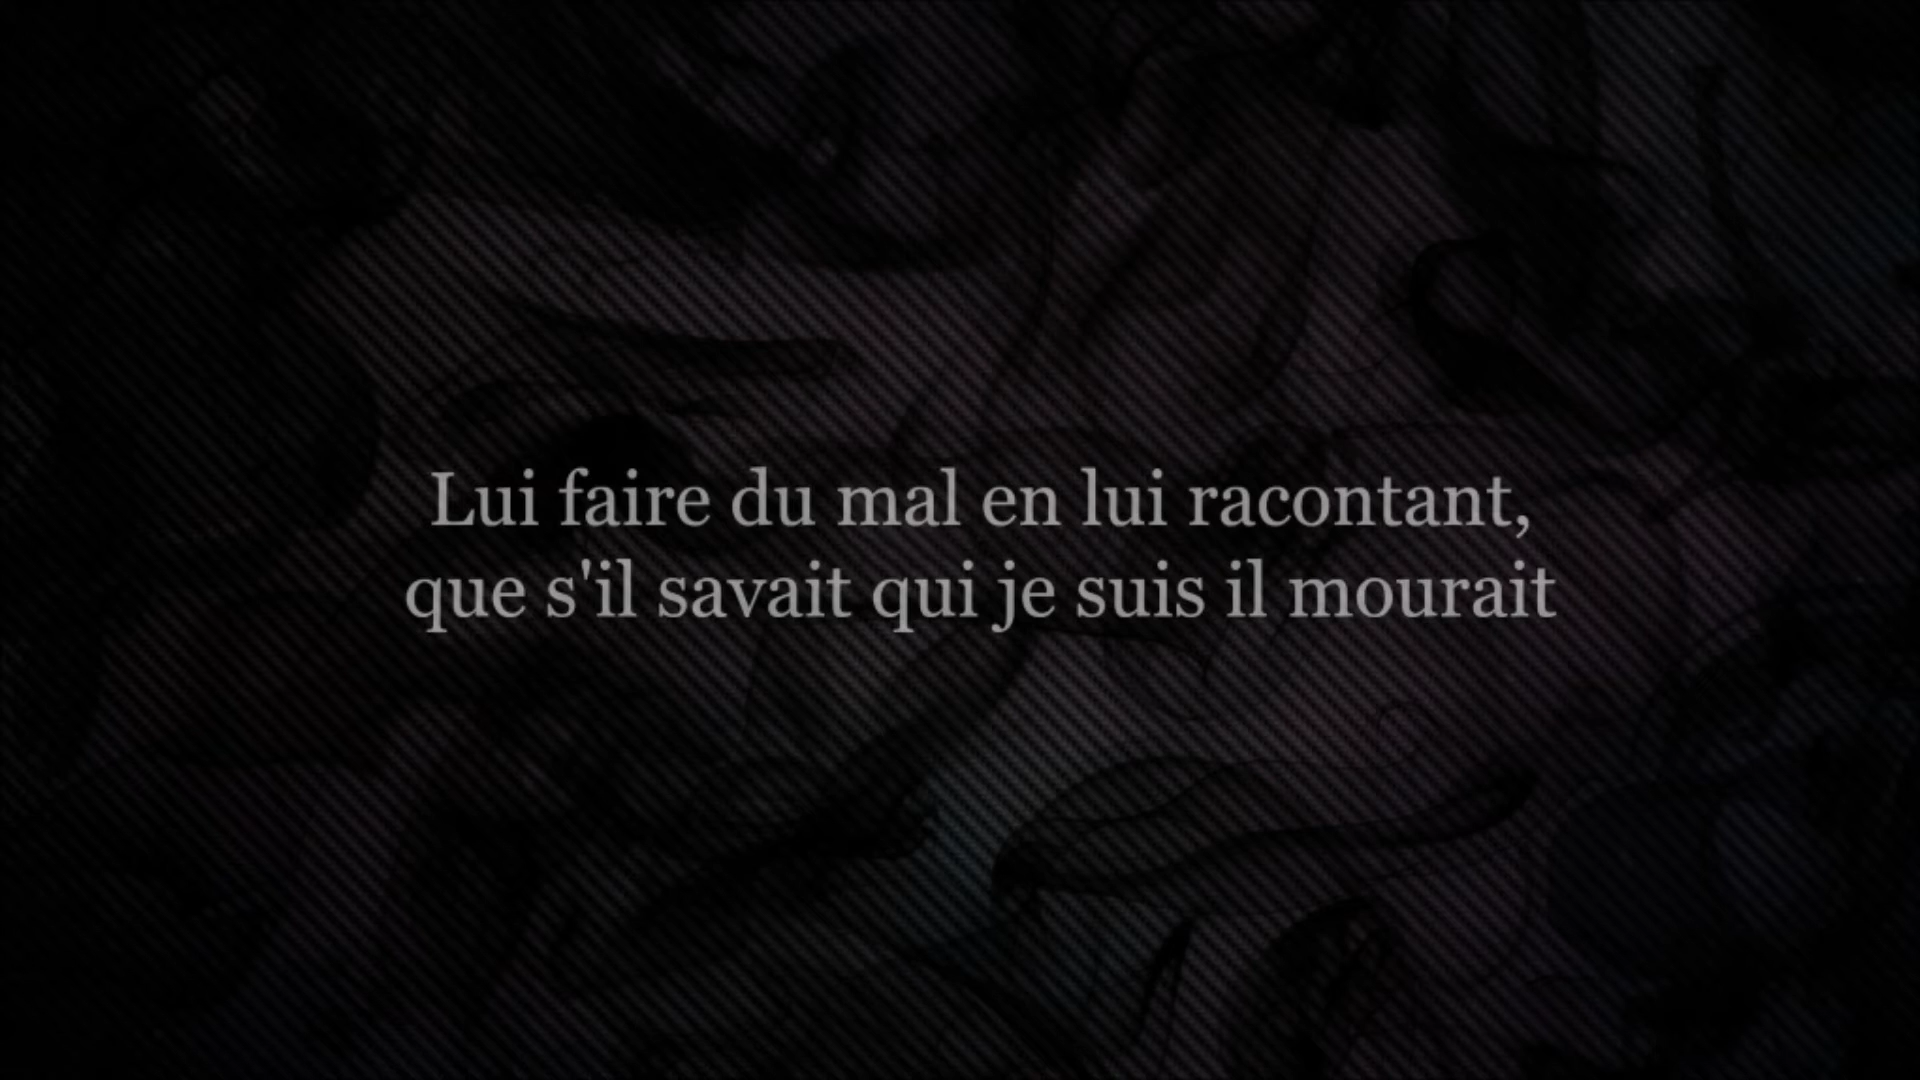 Lui faire du mal en lui racontant,
que s'il savait qui je suis il mourait